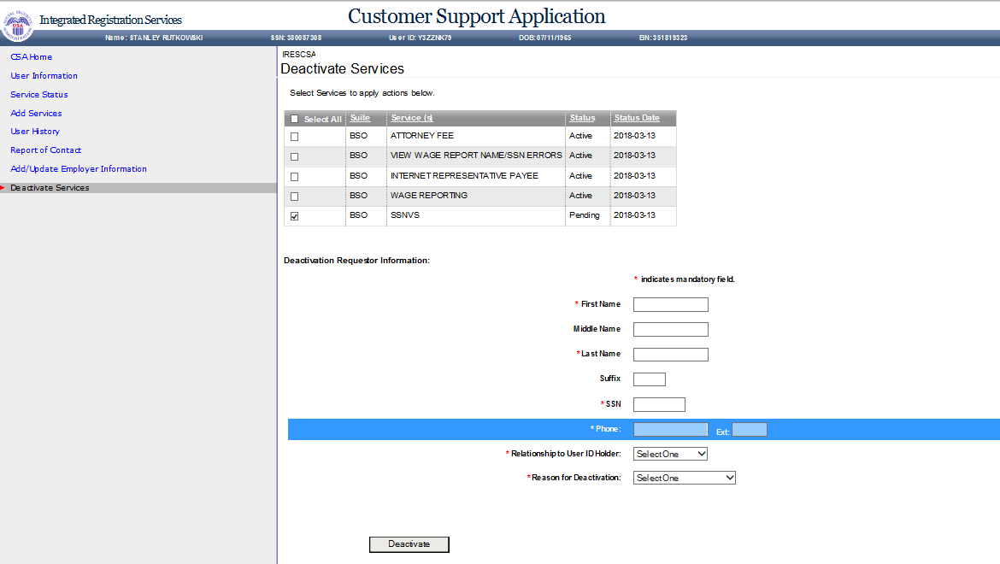 Integrated Registration Services
Customer Support Application
Name: STANLEY RUTKOWSKI SSN: 380087308 User ID: Y3ZZNK79 DOB: 07/11/1965 EIN: 351819323
CSA Home
User Information
Service Status
Add Services
User History
Report of Contact
Add/Update Employer Information
Deactivate Services
IRESCSA
Deactivate Services
Select Services to apply actions below.
Select All Suite Service (s) Status Status Date
BSO ATTORNEY FEE Active 2018-03-13
BSO VIEW WAGE REPORT NAME/SSN ERRORS Active 2018-03-13
BSO INTERNET REPRESENTATIVE PAYEE Active 2018-03-13
BSO WAGE REPORTING Active 2018-03-13
BSO SSNVS Pending 2018-03-13
Deactivation Requestor Information:
* indicates mandatory field.
* First Name
Middle Name
* Last Name
Suffix
* SSN
* Phone: Ext:
* Relationship to User ID Holder: Select One
* Reason for Deactivation: Select One
Deactivate